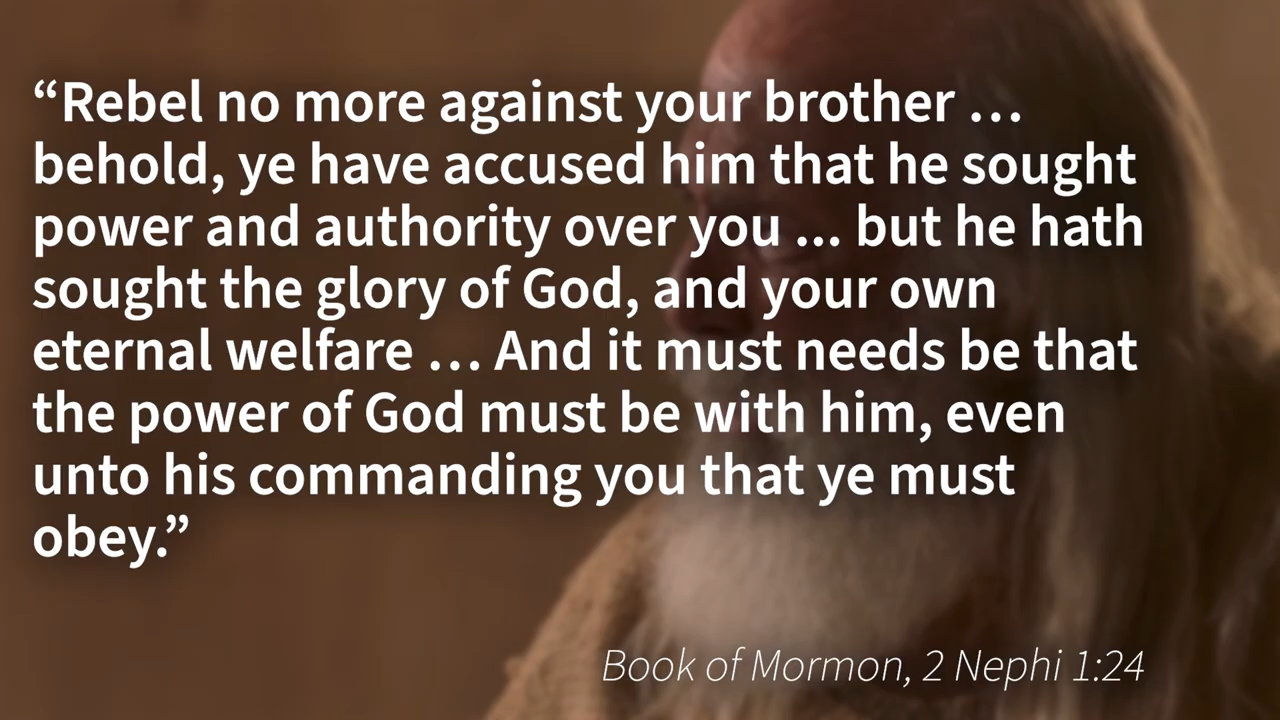 “Rebel no more against your brother …
behold, ye have accused him that he sought
power and authority over you ... but he hath
sought the glory of God, and your own
eternal welfare … And it must needs be that
the power of God must be with him, even
unto his commanding you that ye must
obey.”
Book of Mormon, 2 Nephi 1:24